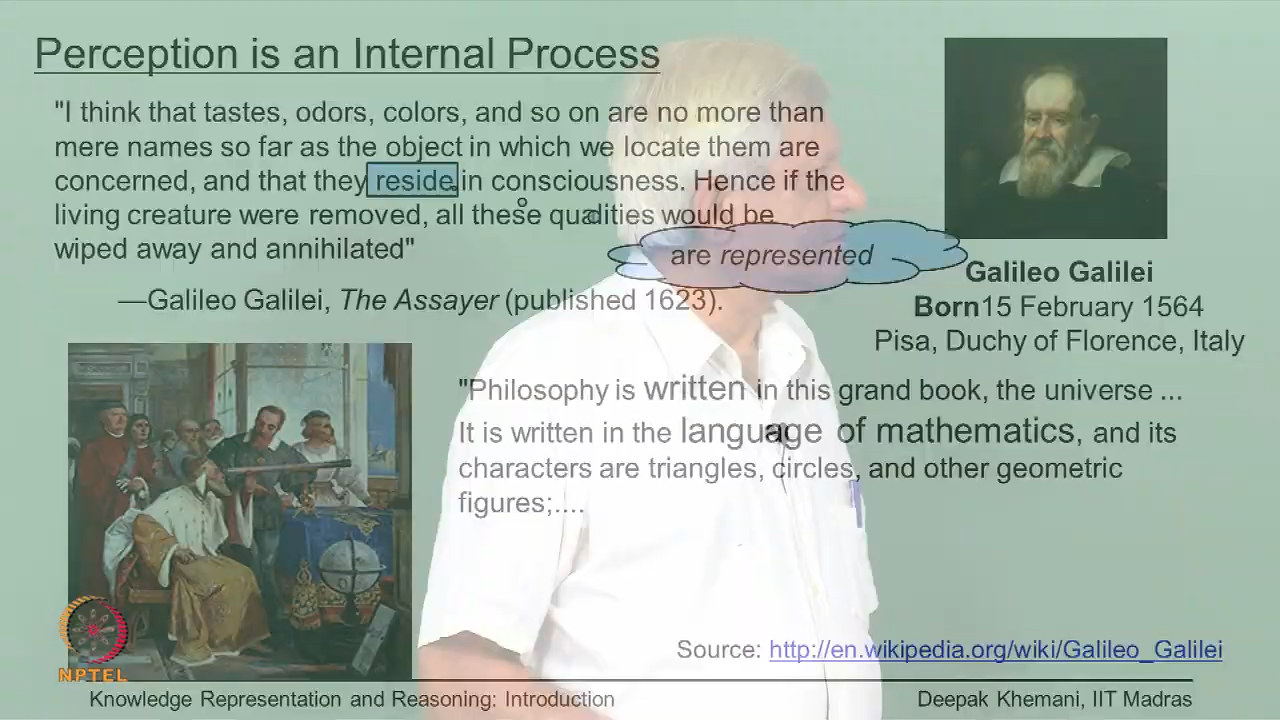 Perception is an Internal Process
"I think that tastes, odors, colors, and so on are no more than
mere names so far as the object in which we locate them are
concerned, and that they reside in consciousness. Hence if the
living creature were removed, all these qualities would be
wiped away and annihilated"
are represented
—Galileo Galilei, The Assayer (published 1623).
Galileo Galilei
Born15 February 1564
Pisa, Duchy of Florence, Italy
"Philosophy is written in this grand book, the universe ...
It is written in the language of mathematics, and its
characters are triangles, circles, and other geometric
figures;....
Source: http://en.wikipedia.org/wiki/Galileo_Galilei
NPTEL
Knowledge Representation and Reasoning: Introduction
Deepak Khemani, IIT Madras